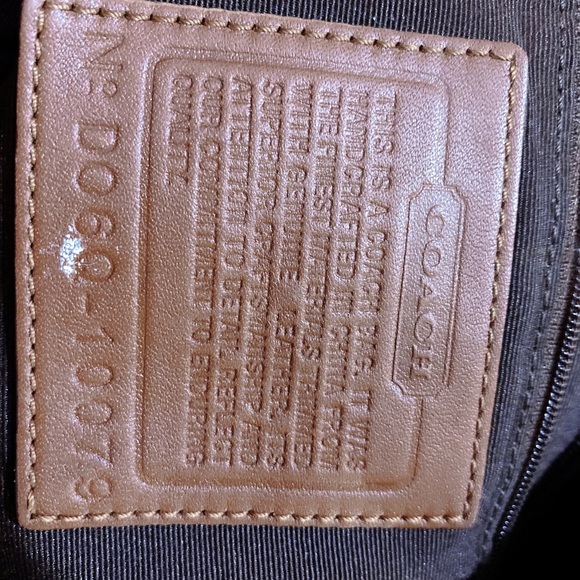 COACH
THIS IS A COACH BAG. IT WAS
HANDCRAFTED IN CHINA FROM
THE FINEST MATERIALS TRIMMED
WITH GENUINE LEATHER. ITS
SUPERIOR CRAFTSMANSHIP AND
ATTENTION TO DETAIL REFLECT
OUR COMMITMENT TO ENDURING
QUALITY.
Nº DO60-10079